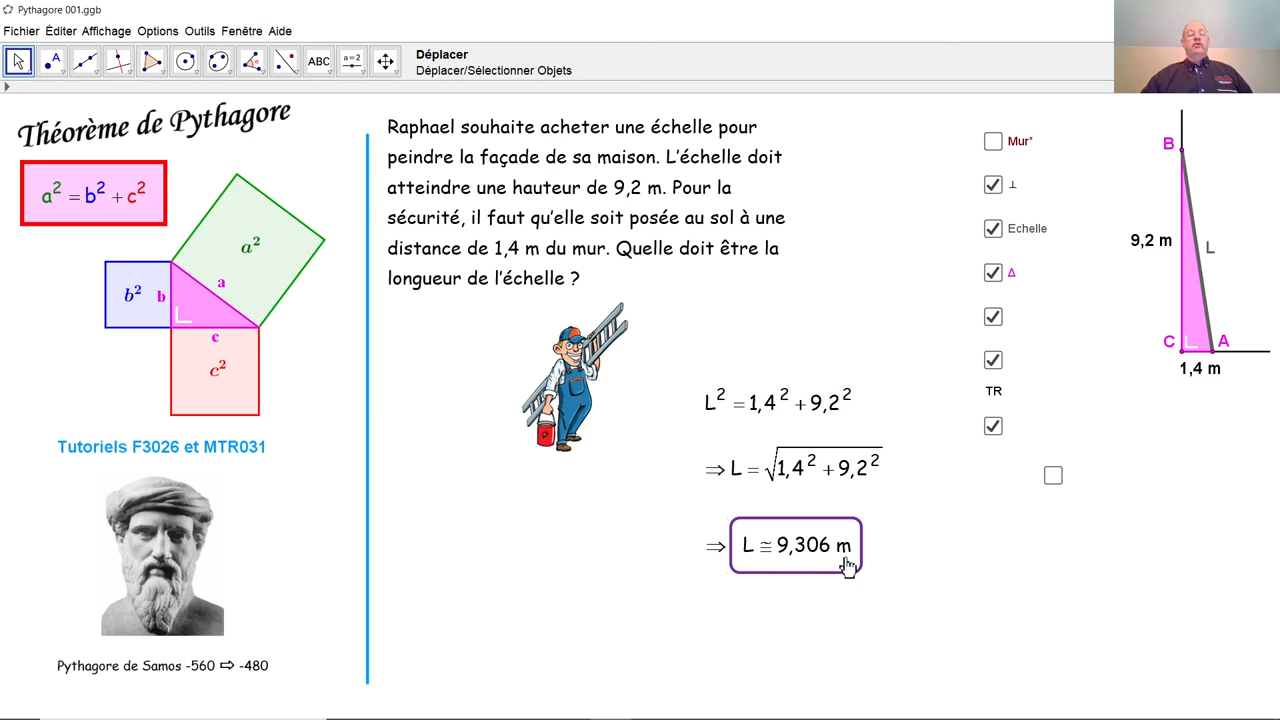 Pythagore 001.ggb
Fichier Éditer Affichage Options Outils Fenêtre Aide
A
ABC
a=2
Déplacer
Déplacer/Sélectionner Objets
Théorème de Pythagore
a² = b² + c²
a²
b²
b
a
c
c²
Tutoriels F3026 et MTR031
Pythagore de Samos -560 ⇨ -480
Raphael souhaite acheter une échelle pour
peindre la façade de sa maison. L'échelle doit
atteindre une hauteur de 9,2 m. Pour la
sécurité, il faut qu'elle soit posée au sol à une
distance de 1,4 m du mur. Quelle doit être la
longueur de l'échelle ?
L² = 1,4² + 9,2²
⇒ L = √(1,4² + 9,2²)
⇒ L ≅ 9,306 m
Mur*
⊥
Echelle
Δ
TR
B
9,2 m
L
C
A
1,4 m